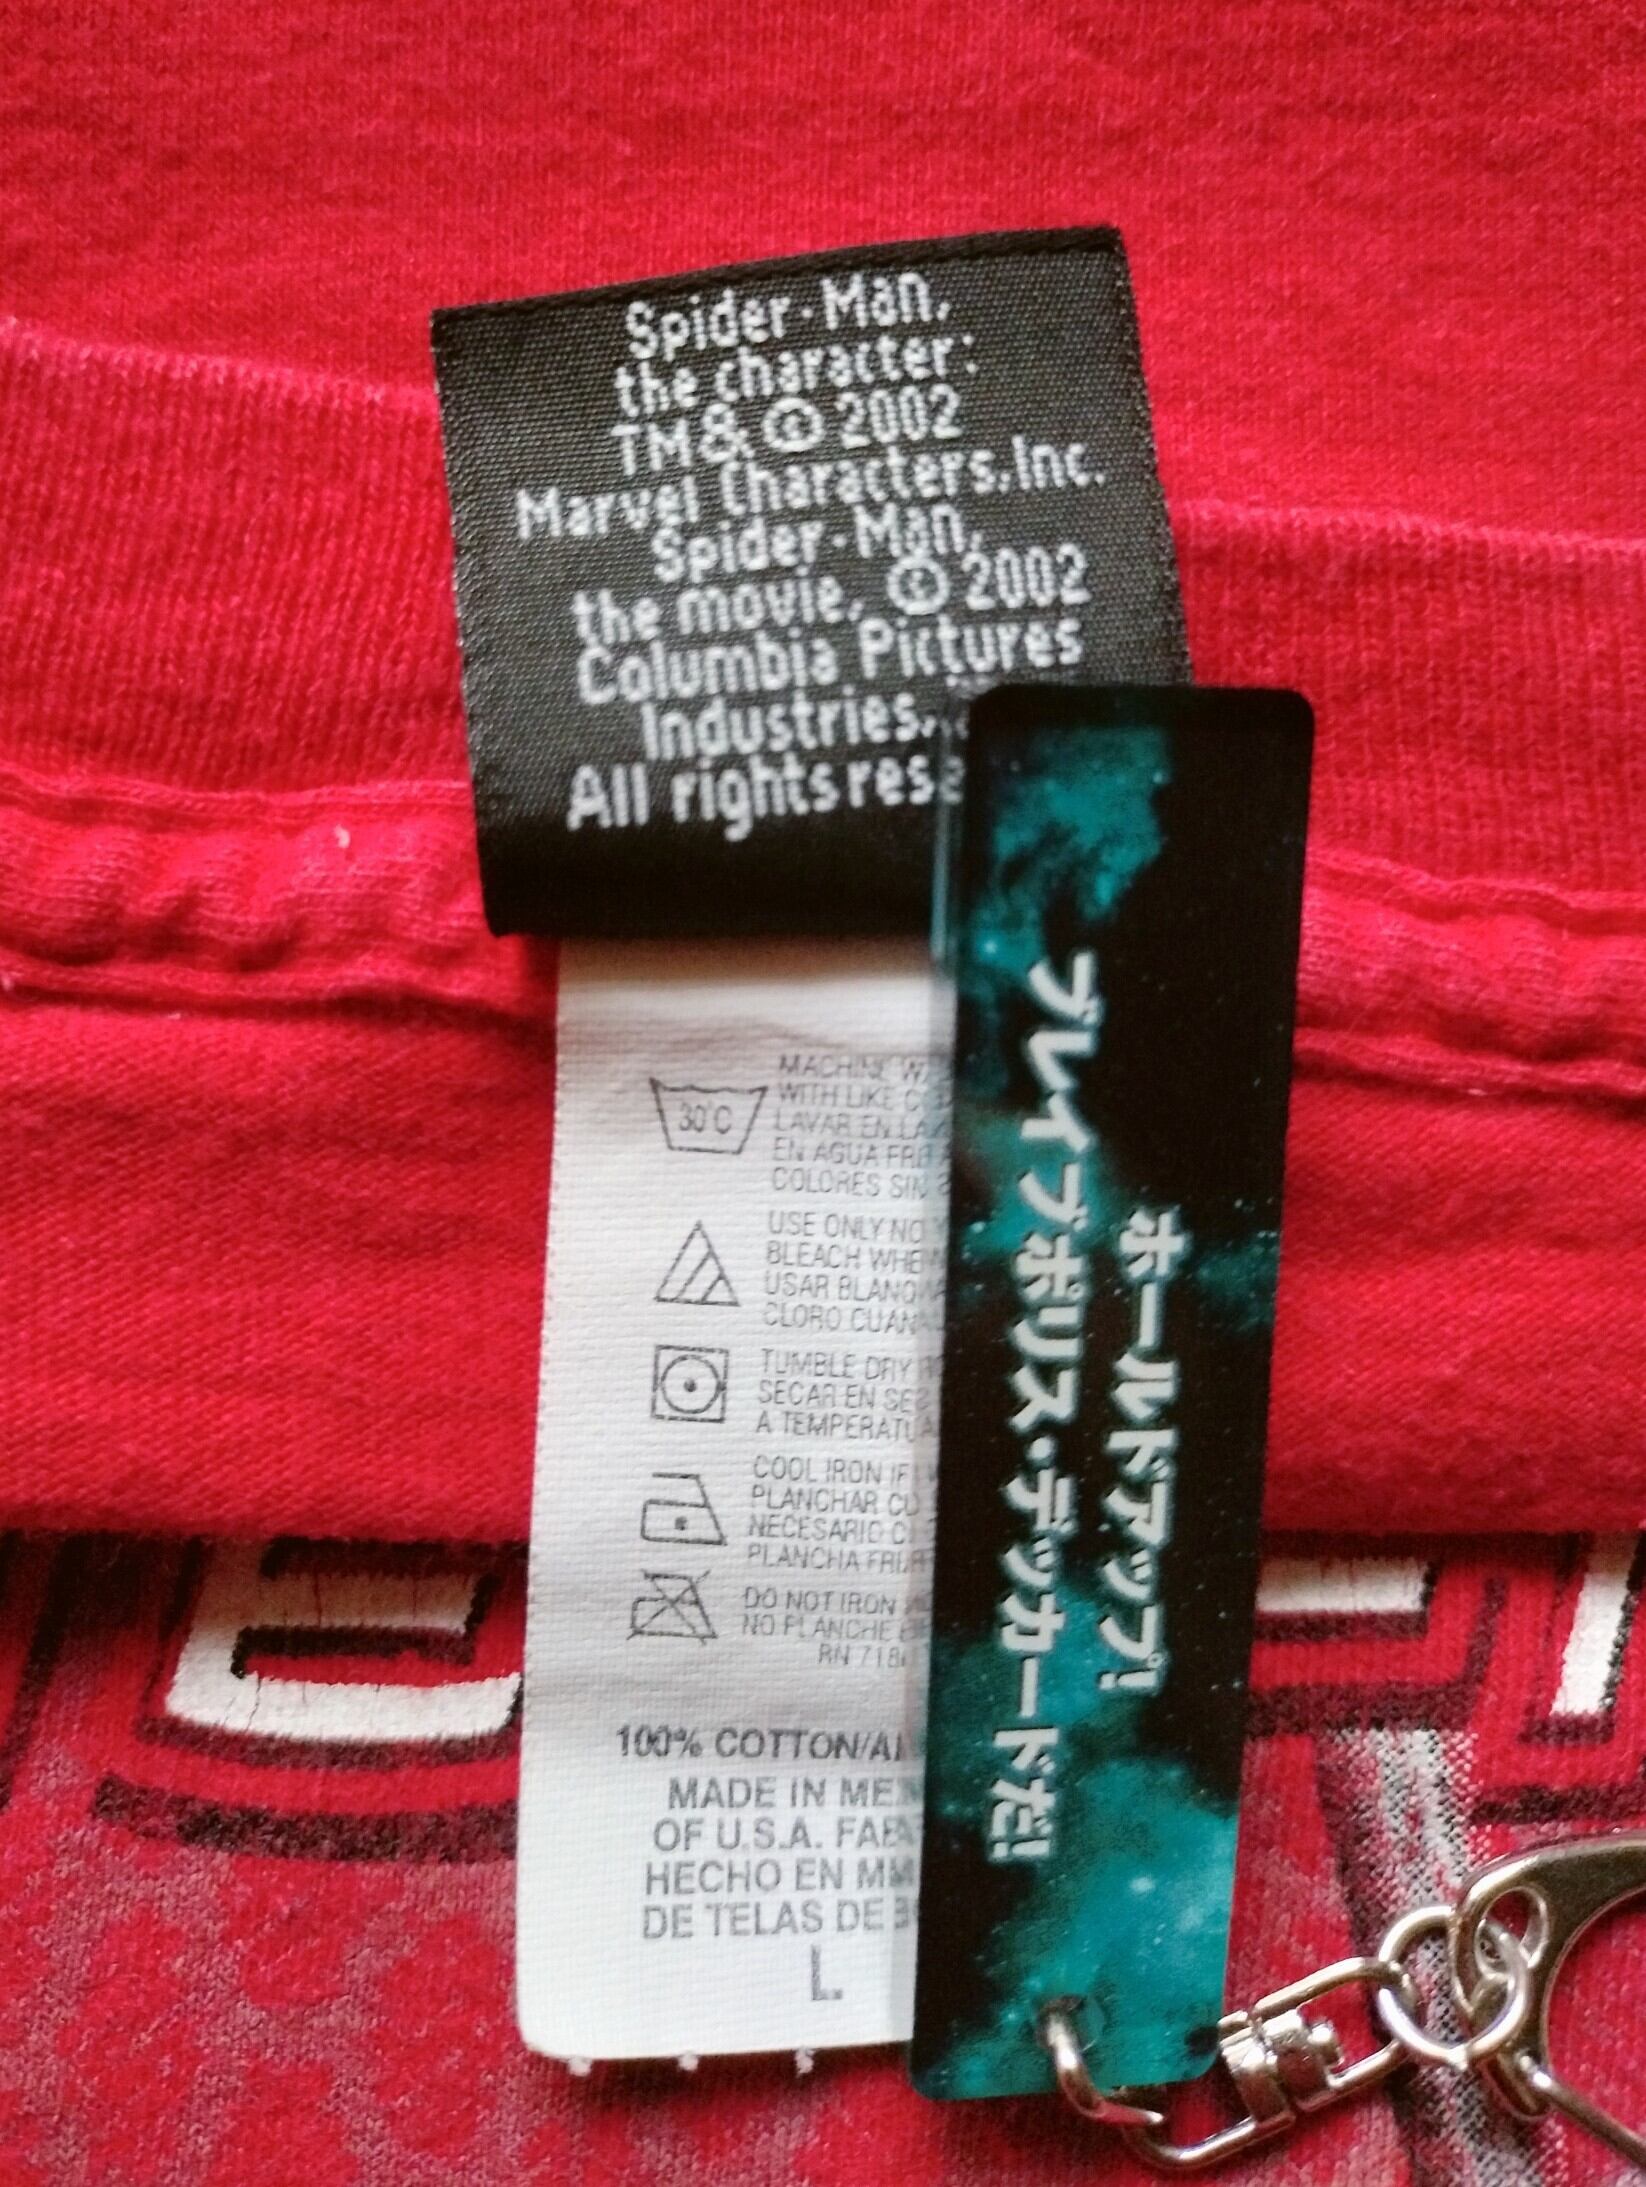 Spider-Man,
the character:
TM & © 2002
Marvel Characters, Inc.
Spider-Man,
the movie, © 2002
Columbia Pictures
Industries,
All rights
MACHINE
WITH LIKE
30°C
LAVAR EN LA
EN AGUA
COLORES SIN
USE ONLY
BLEACH
USAR
CLORO
TUMBLE DRY
SECAR EN
A
COOL IRON IF
PLANCHAR
NECESARIO
PLANCHA
DO NOT IRON
NO PLANCHE
RN
100% COTTON/
MADE IN
OF U.S.A.
HECHO EN
DE TELAS DE
L
ホールドアップ!
ブレイブポリス・デッカードだ!